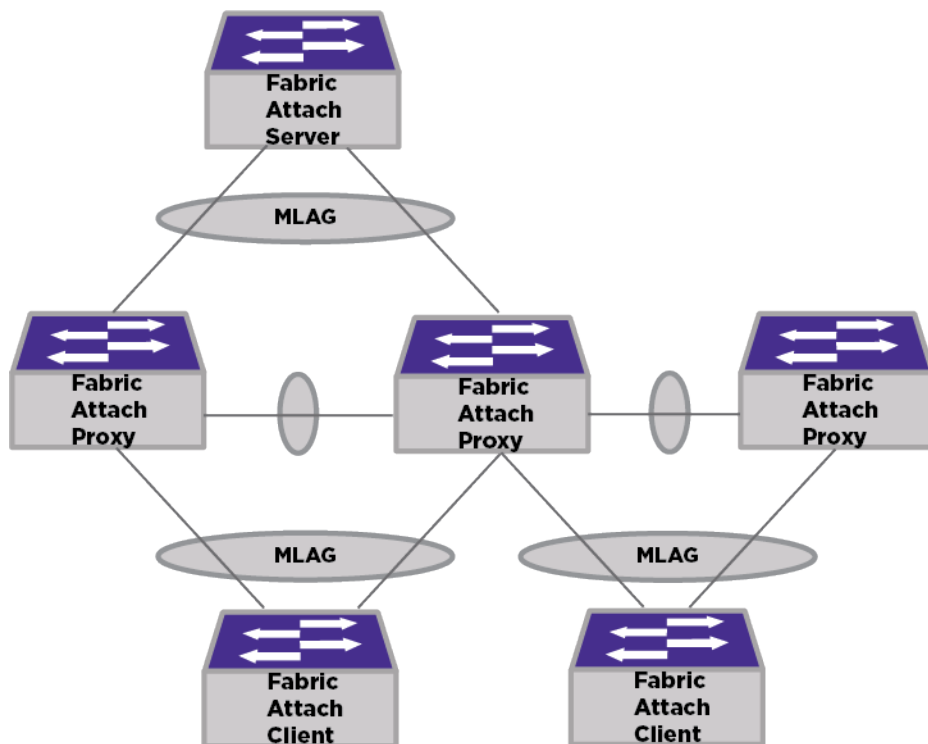 Fabric
Attach
Server
MLAG
Fabric
Attach
Proxy
Fabric
Attach
Proxy
Fabric
Attach
Proxy
MLAG
MLAG
Fabric
Attach
Client
Fabric
Attach
Client